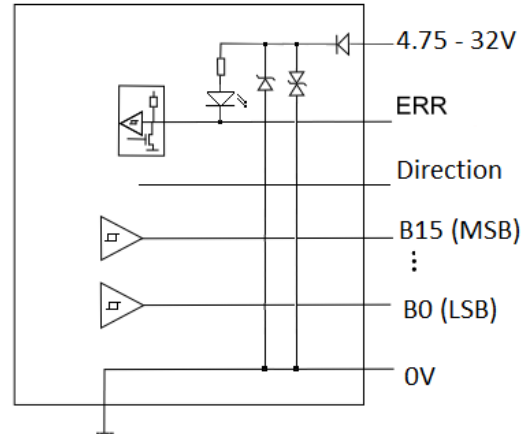 4.75 - 32V
ERR
Direction
B15 (MSB)
⋮
B0 (LSB)
0V